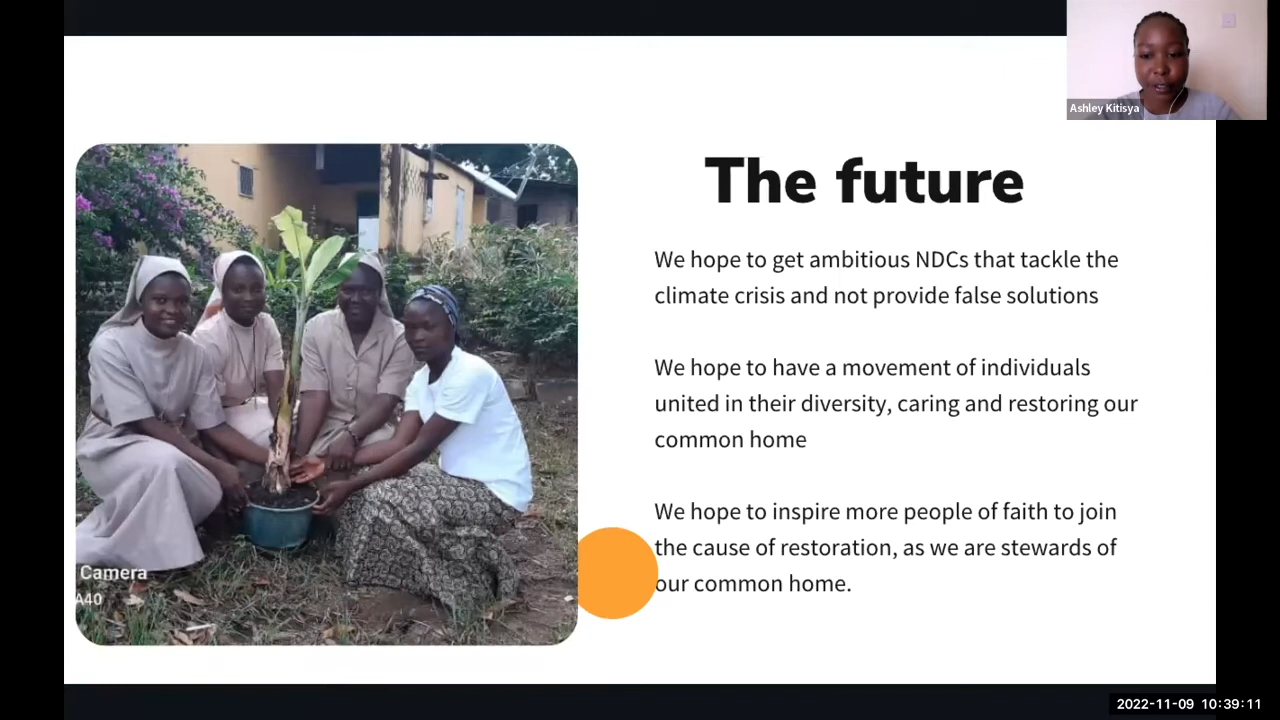 Ashley Kitisya
The future
We hope to get ambitious NDCs that tackle the
climate crisis and not provide false solutions
We hope to have a movement of individuals
united in their diversity, caring and restoring our
common home
We hope to inspire more people of faith to join
the cause of restoration, as we are stewards of
our common home.
Camera
A40
2022-11-09 10:39:11